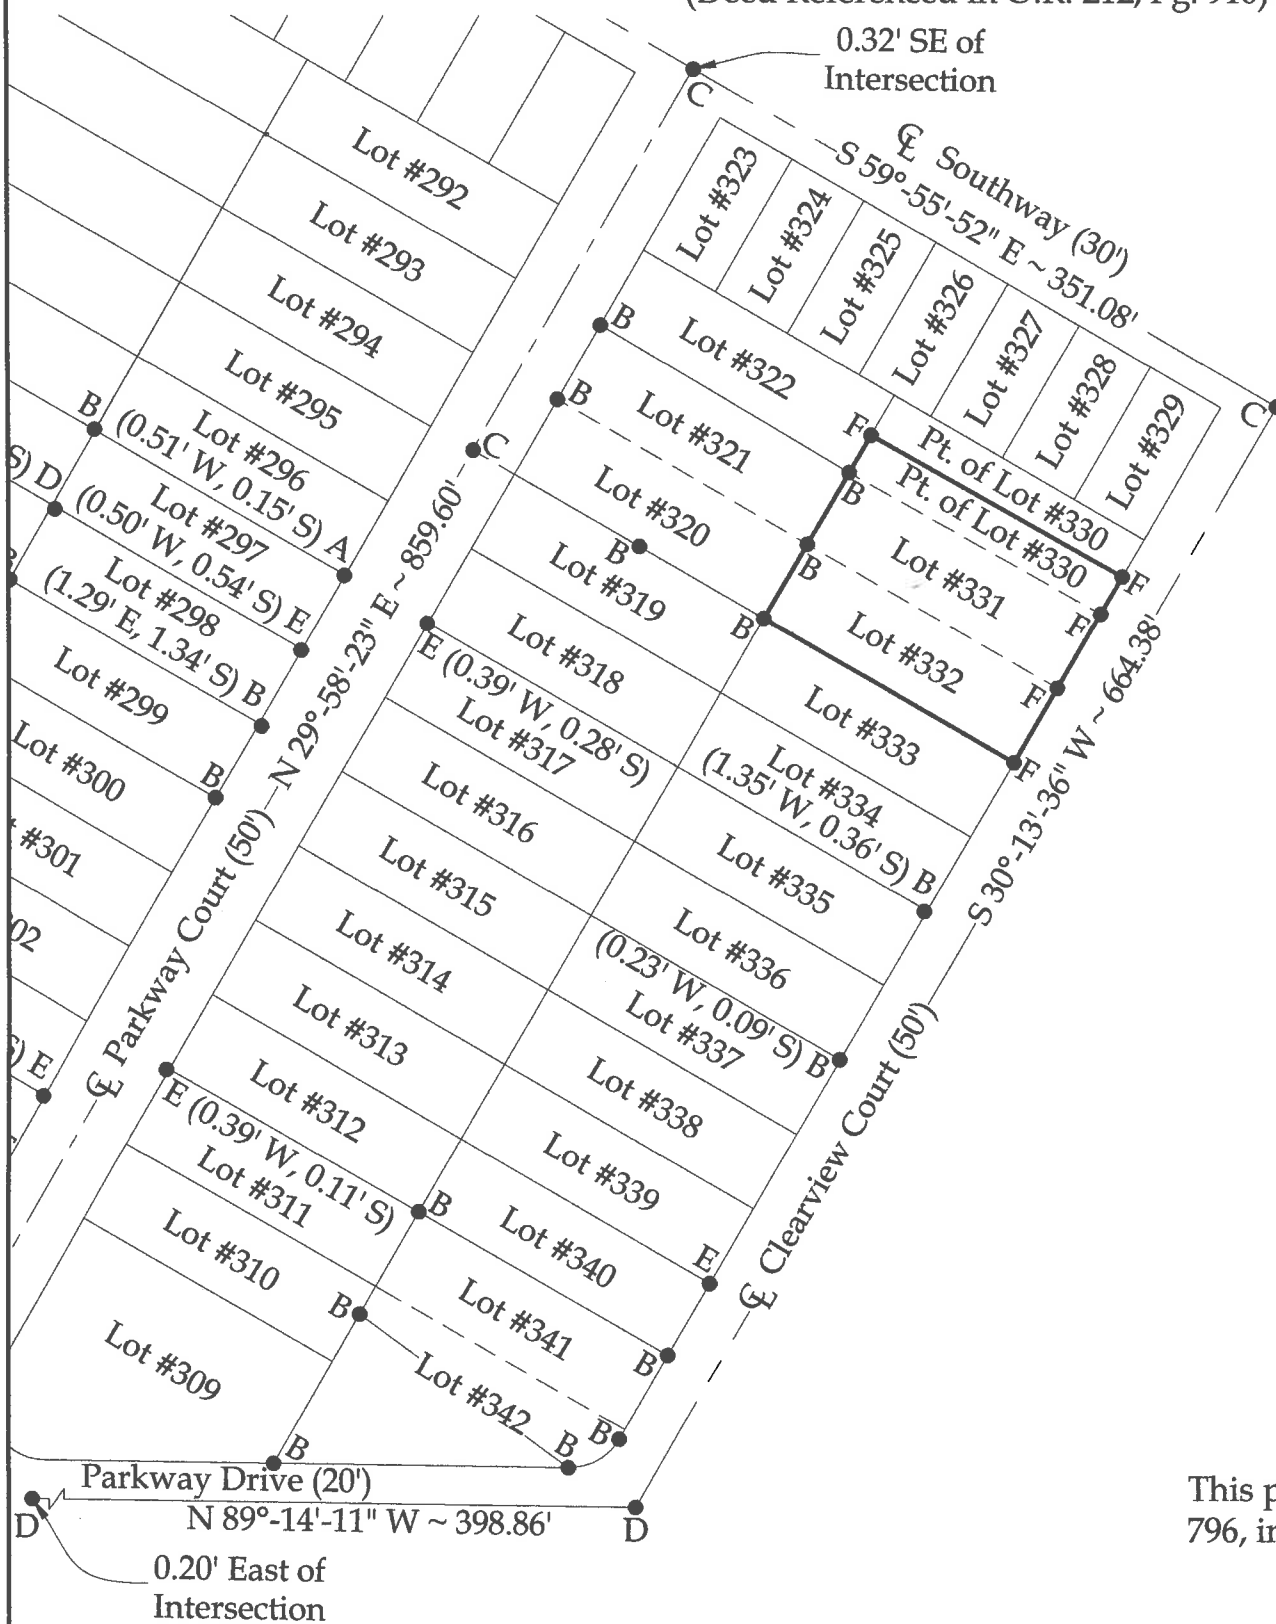 0.32' SE of
Intersection
C
℄ Southway (30')
S 59°-55'-52" E ~ 351.08'
C
Lot #323
Lot #324
Lot #325
Lot #326
Lot #327
Lot #328
Lot #329
Lot #292
Lot #293
Lot #294
Lot #295
Lot #296
B (0.51' W, 0.15' S) A
Lot #297
S) D (0.50' W, 0.54' S) E
Lot #298
(1.29' E, 1.34' S) B
Lot #299
B
Lot #300
#301
02
S) E
℄ Parkway Court (50')
N 29°-58'-23" E ~ 859.60'
C
B
Lot #322
B
Lot #321
Lot #320
B
Lot #319
B
Lot #318
E (0.39' W, 0.28' S)
Lot #317
Lot #316
Lot #315
Lot #314
Lot #313
Lot #312
E (0.39' W, 0.11' S)
B
Lot #311
Lot #310
B
Lot #309
B
F
Pt. of Lot #330
Pt. of Lot #330
F
B
Lot #331
F
B
Lot #332
F
F
Lot #333
Lot #334
(1.35' W, 0.36' S) B
Lot #335
Lot #336
(0.23' W, 0.09' S) B
Lot #337
Lot #338
Lot #339
E
Lot #340
Lot #341
B
Lot #342
B
B
S 30°-13'-36" W ~ 664.38'
℄ Clearview Court (50')
Parkway Drive (20')
N 89°-14'-11" W ~ 398.86'
D
D
0.20' East of
Intersection
This p
796, in